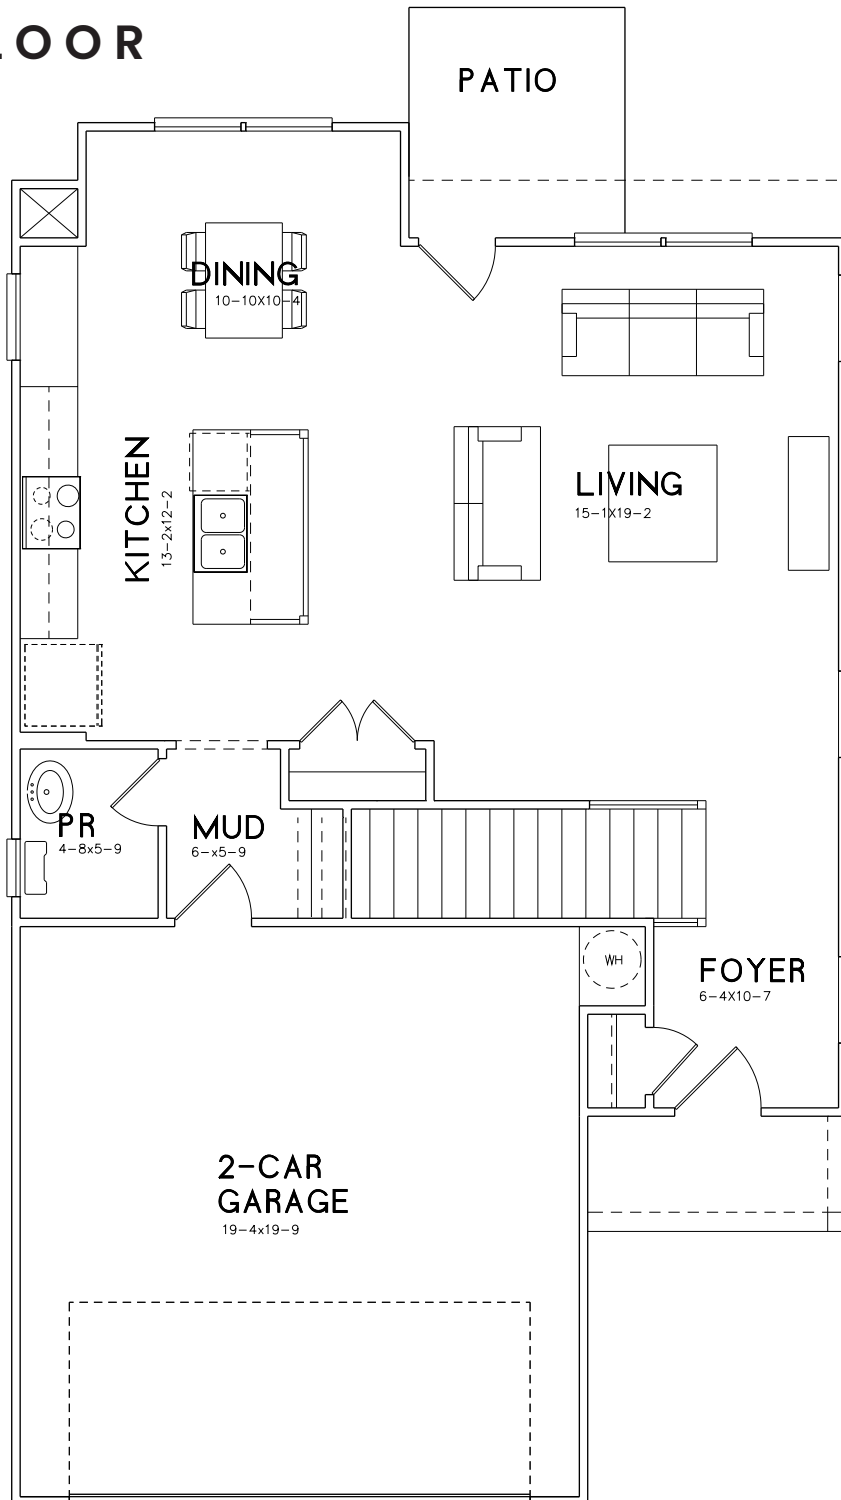 LOOR
PATIO
DINING
10-10X10-4
KITCHEN
13-2x12-2
LIVING
15-1X19-2
PR
4-8x5-9
MUD
6-x5-9
WH
FOYER
6-4X10-7
2-CAR
GARAGE
19-4x19-9